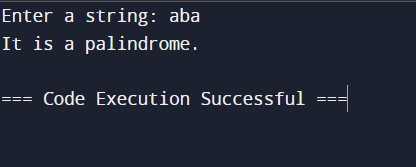 Enter a string: aba
It is a palindrome.
=== Code Execution Successful ===